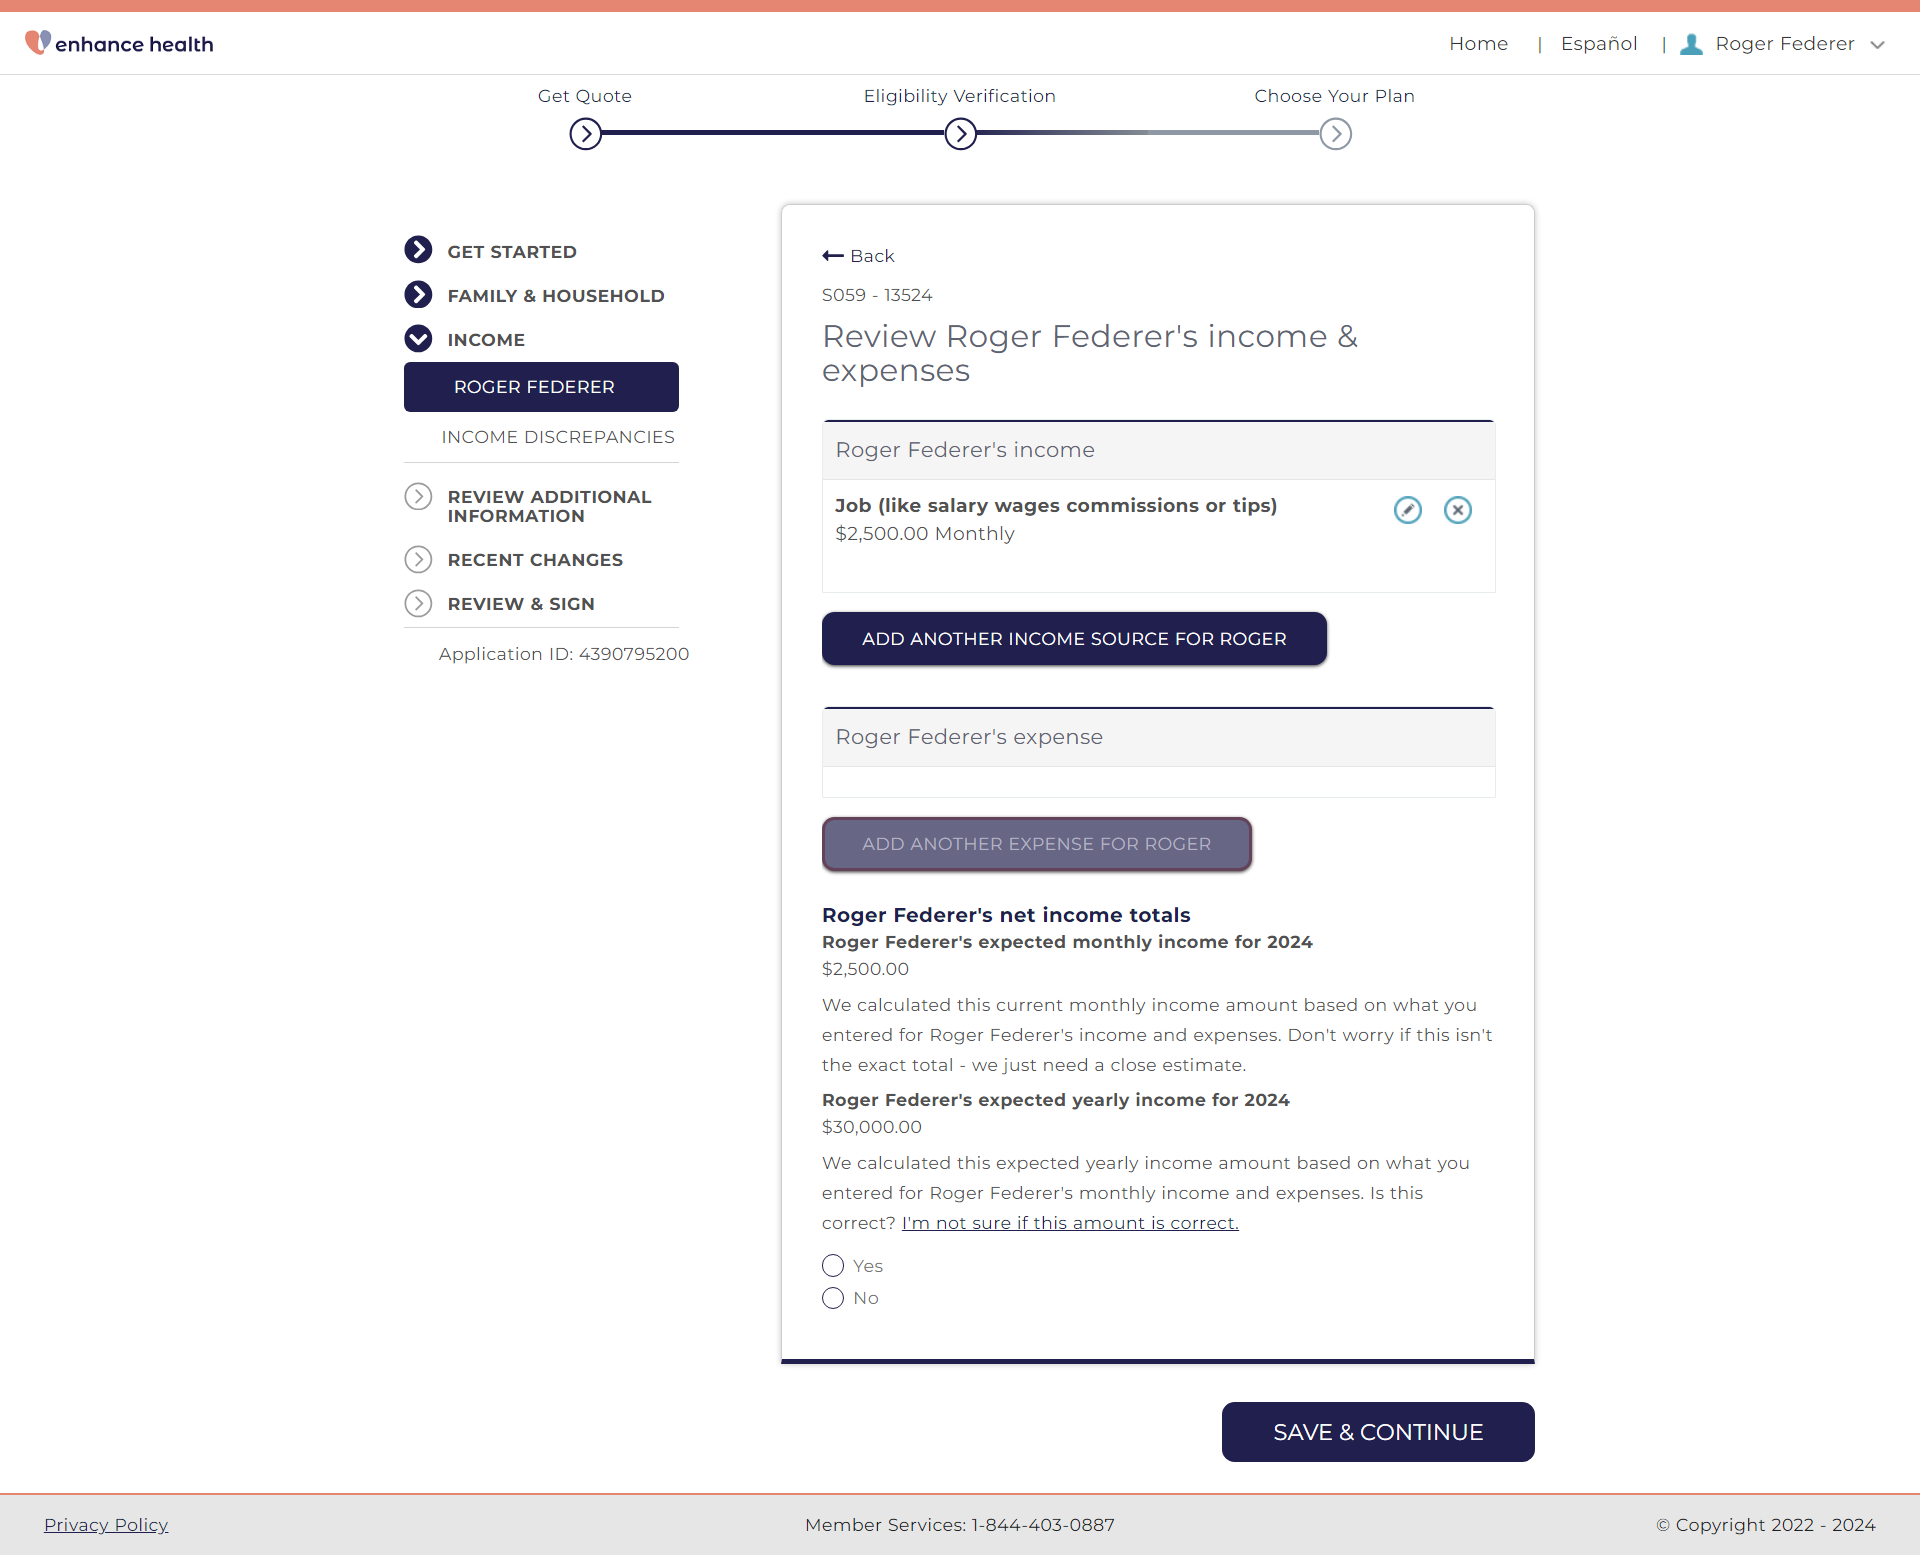 enhance health
Home | Español | Roger Federer
Get Quote
Eligibility Verification
Choose Your Plan
GET STARTED
FAMILY & HOUSEHOLD
INCOME
ROGER FEDERER
INCOME DISCREPANCIES
REVIEW ADDITIONAL
INFORMATION
RECENT CHANGES
REVIEW & SIGN
Application ID: 4390795200
Back
S059 - 13524
Review Roger Federer's income &
expenses
Roger Federer's income
Job (like salary wages commissions or tips)
$2,500.00 Monthly
ADD ANOTHER INCOME SOURCE FOR ROGER
Roger Federer's expense
ADD ANOTHER EXPENSE FOR ROGER
Roger Federer's net income totals
Roger Federer's expected monthly income for 2024
$2,500.00
We calculated this current monthly income amount based on what you
entered for Roger Federer's income and expenses. Don't worry if this isn't
the exact total - we just need a close estimate.
Roger Federer's expected yearly income for 2024
$30,000.00
We calculated this expected yearly income amount based on what you
entered for Roger Federer's monthly income and expenses. Is this
correct? I'm not sure if this amount is correct.
Yes
No
SAVE & CONTINUE
Privacy Policy
Member Services: 1-844-403-0887
© Copyright 2022 - 2024